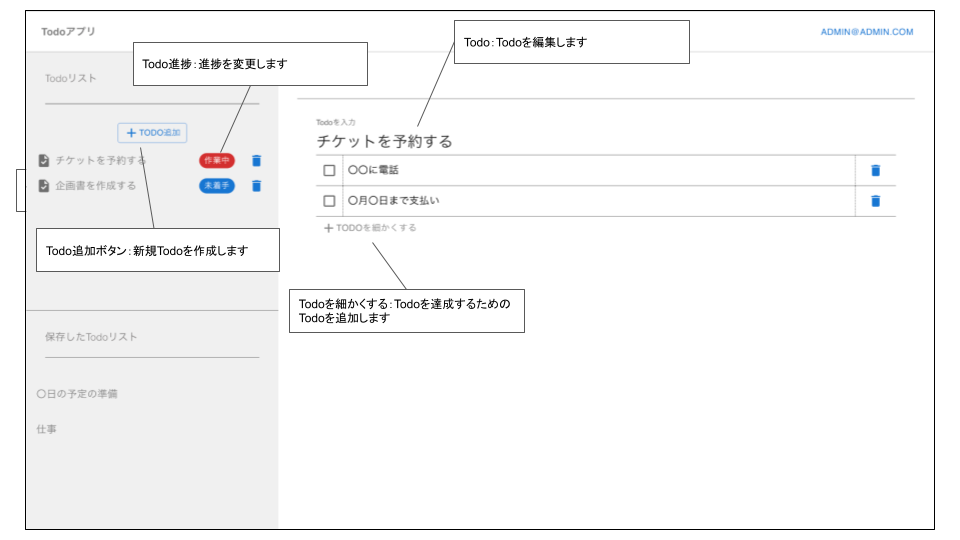 Todoアプリ
ADMIN@ADMIN.COM
Todo：Todoを編集します
Todo進捗：進捗を変更します
Todoリスト
＋ TODO追加
チケットを予約する 作業中
企画書を作成する 未着手
Todo追加ボタン：新規Todoを作成します
保存したTodoリスト
〇日の予定の準備
仕事
Todoを入力
チケットを予約する
〇〇に電話
〇月〇日まで支払い
＋ TODOを細かくする
Todoを細かくする：Todoを達成するための
Todoを追加します